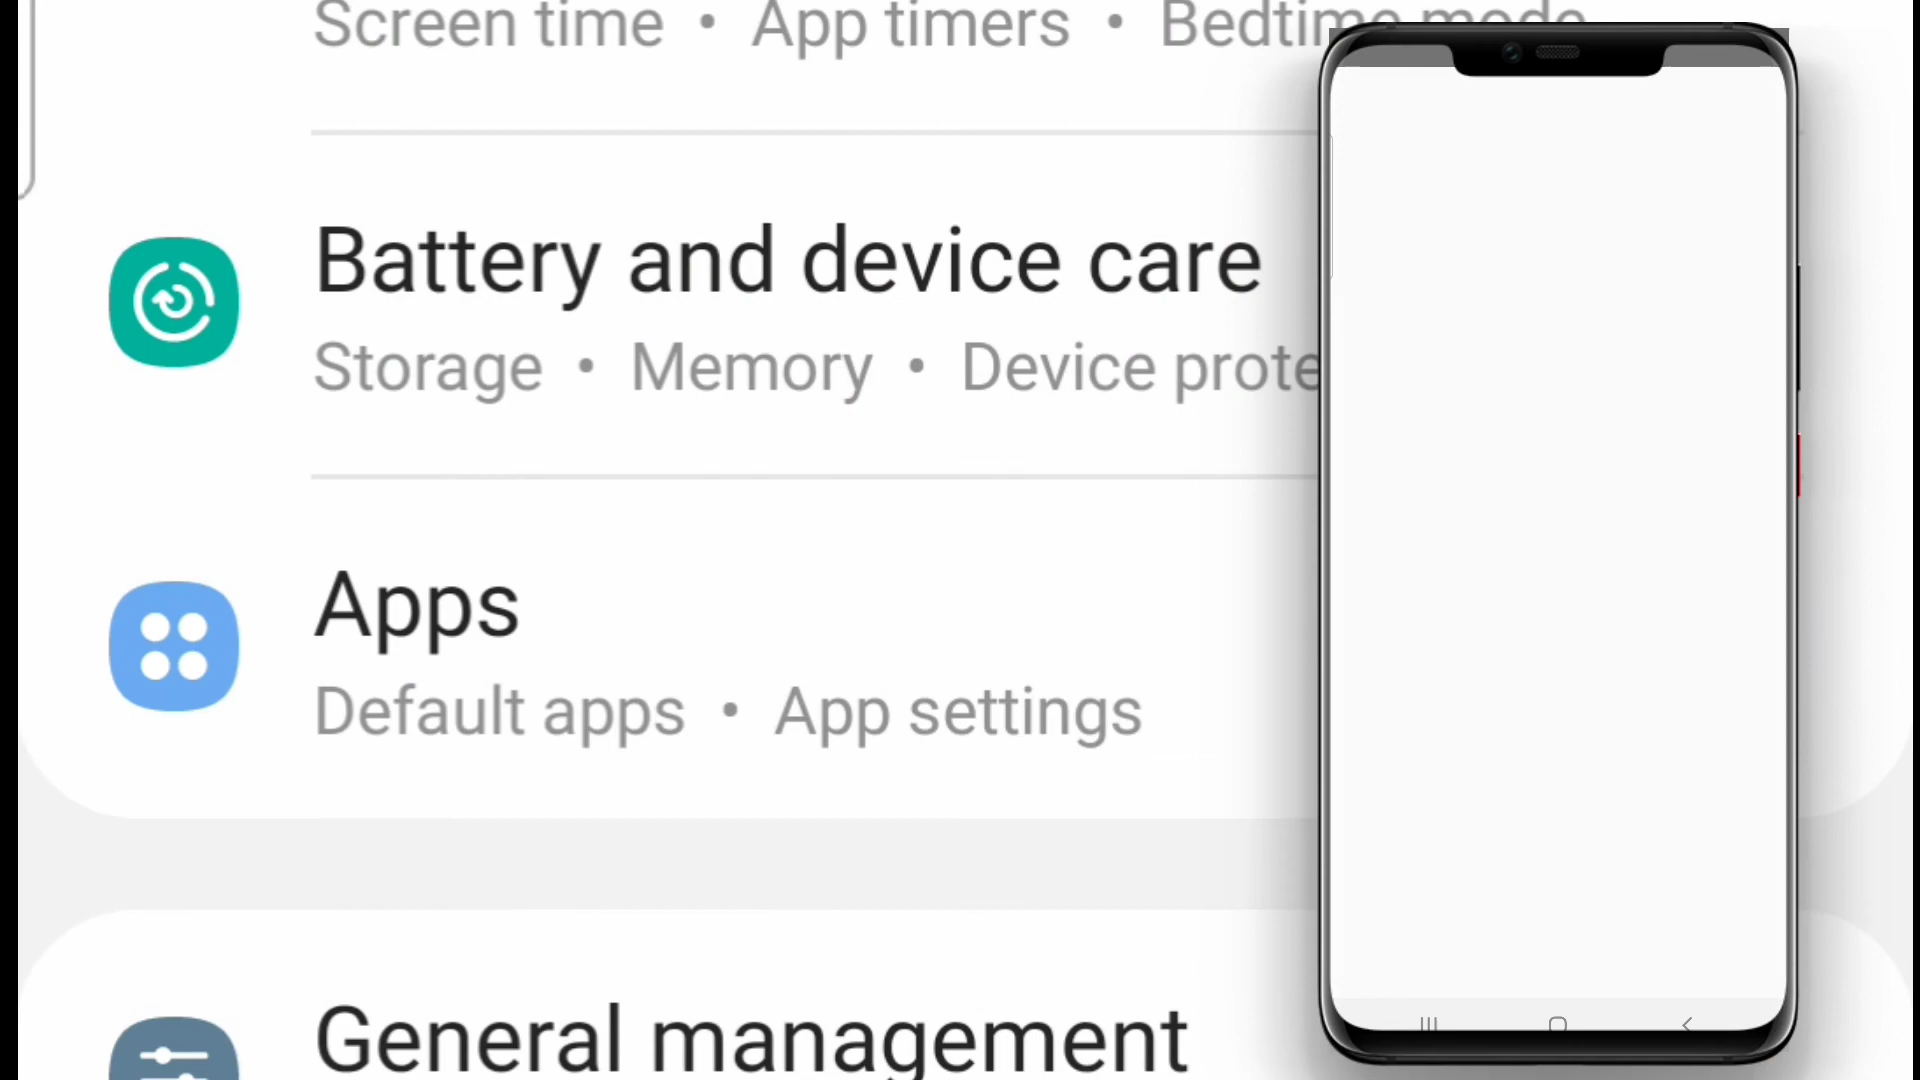 Screen time • App timers • Bedtime mode
Battery and device care
Storage • Memory • Device prote
Apps
Default apps • App settings
General management